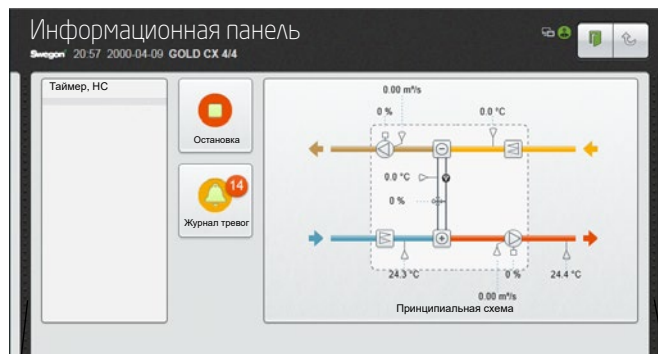 Информационная панель
Swegon 20:57 2000-04-09 GOLD CX 4/4
Таймер, НС
Остановка
14
Журнал тревог
0.00 m³/s
0 %
0.0 °C
0.0 °C
0 %
24.3 °C
0 %
24.4 °C
0.00 m³/s
Принципиальная схема